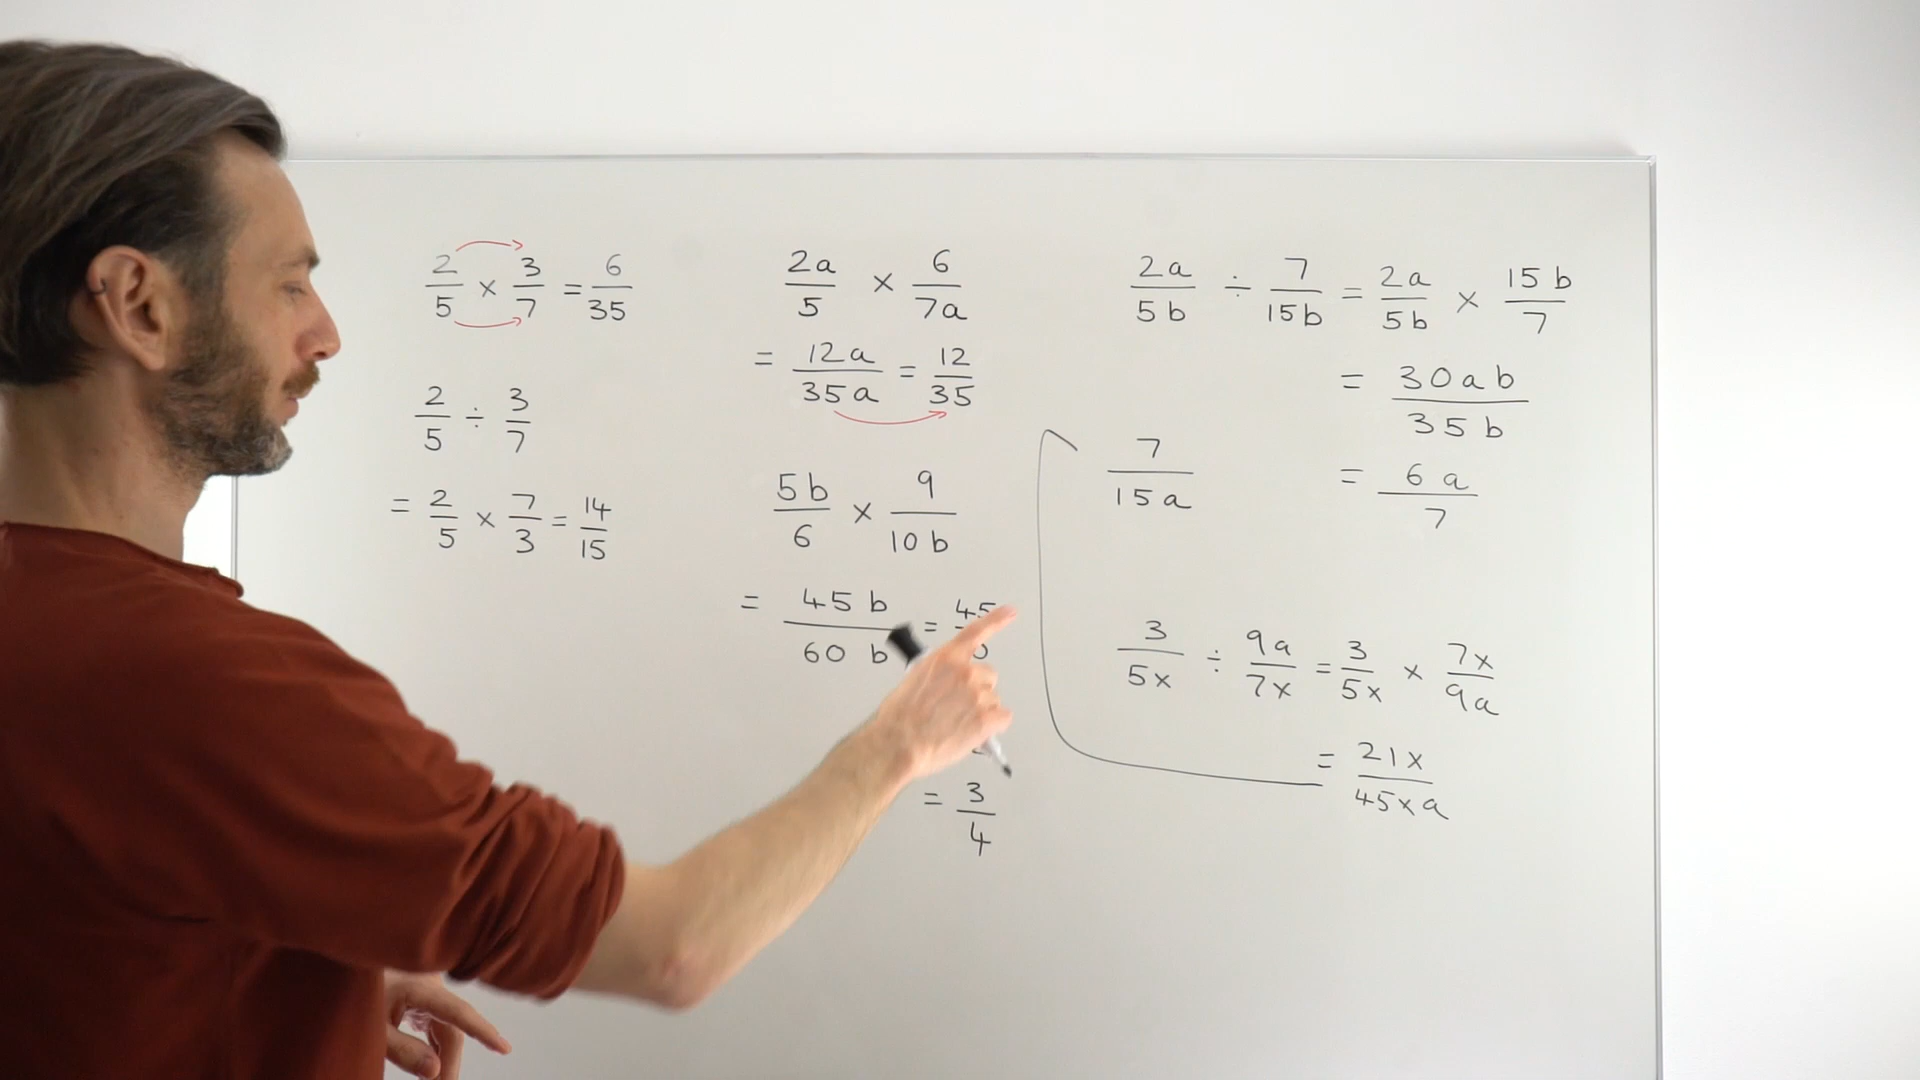 2/5 × 3/7 = 6/35
2/5 ÷ 3/7
= 2/5 × 7/3 = 14/15
2a/5 × 6/7a
= 12a/35a = 12/35
5b/6 × 9/10b
= 45b/60b =
= 3/4
2a/5b ÷ 7/15b = 2a/5b × 15b/7
= 30ab/35b
= 6a/7
3/5x ÷ 9a/7x = 3/5x × 7x/9a
= 21x/45xa
7/15a